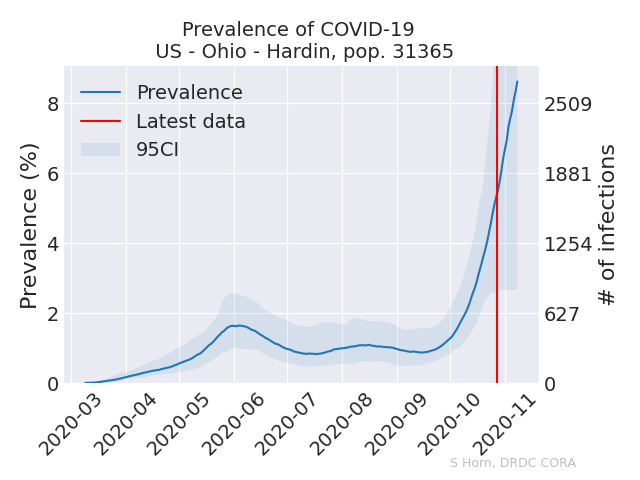 Prevalence of COVID-19
US - Ohio - Hardin, pop. 31365
Prevalence
Latest data
95CI
Prevalence (%)
8
6
4
2
0
2509
1881
1254
627
0
# of infections
2020-03
2020-04
2020-05
2020-06
2020-07
2020-08
2020-09
2020-10
2020-11
S Horn, DRDC CORA